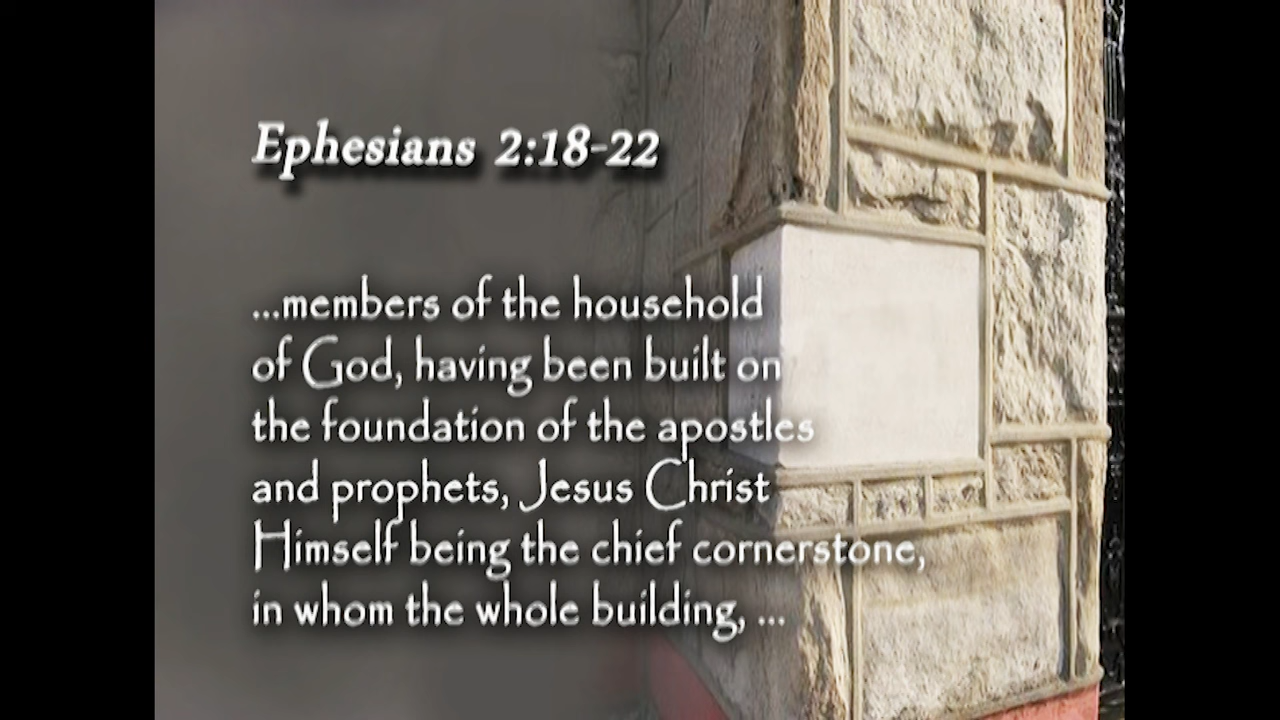 Ephesians 2:18-22
...members of the household
of God, having been built on
the foundation of the apostles
and prophets, Jesus Christ
Himself being the chief cornerstone,
in whom the whole building, ...